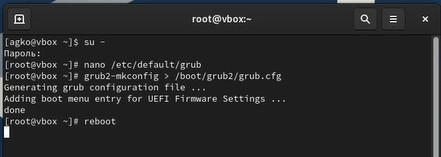 root@vbox:~
[agko@vbox ~]$ su -
Пароль:
[root@vbox ~]# nano /etc/default/grub
[root@vbox ~]# grub2-mkconfig > /boot/grub2/grub.cfg
Generating grub configuration file ...
Adding boot menu entry for UEFI Firmware Settings ...
done
[root@vbox ~]# reboot